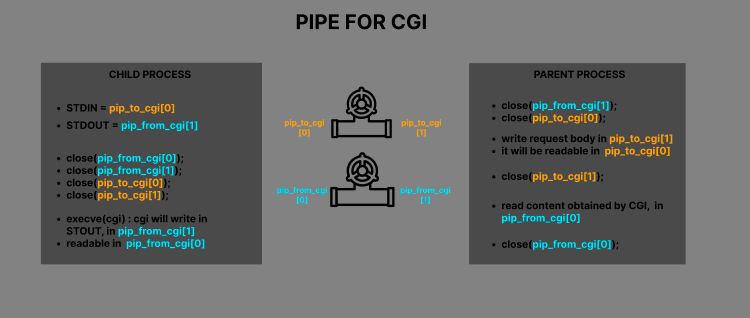 PIPE FOR CGI
CHILD PROCESS
• STDIN = pip_to_cgi[0]
• STDOUT = pip_from_cgi[1]
• close(pip_from_cgi[0]);
• close(pip_from_cgi[1]);
• close(pip_to_cgi[0]);
• close(pip_to_cgi[1]);
• execve(cgi) : cgi will write in
STOUT, in pip_from_cgi[1]
• readable in pip_from_cgi[0]
pip_to_cgi
[0]
pip_to_cgi
[1]
pip_from_cgi
[0]
pip_from_cgi
[1]
PARENT PROCESS
• close(pip_from_cgi[1]);
• close(pip_to_cgi[0]);
• write request body in pip_to_cgi[1]
• it will be readable in pip_to_cgi[0]
• close(pip_to_cgi[1]);
• read content obtained by CGI, in
pip_from_cgi[0]
• close(pip_from_cgi[0]);